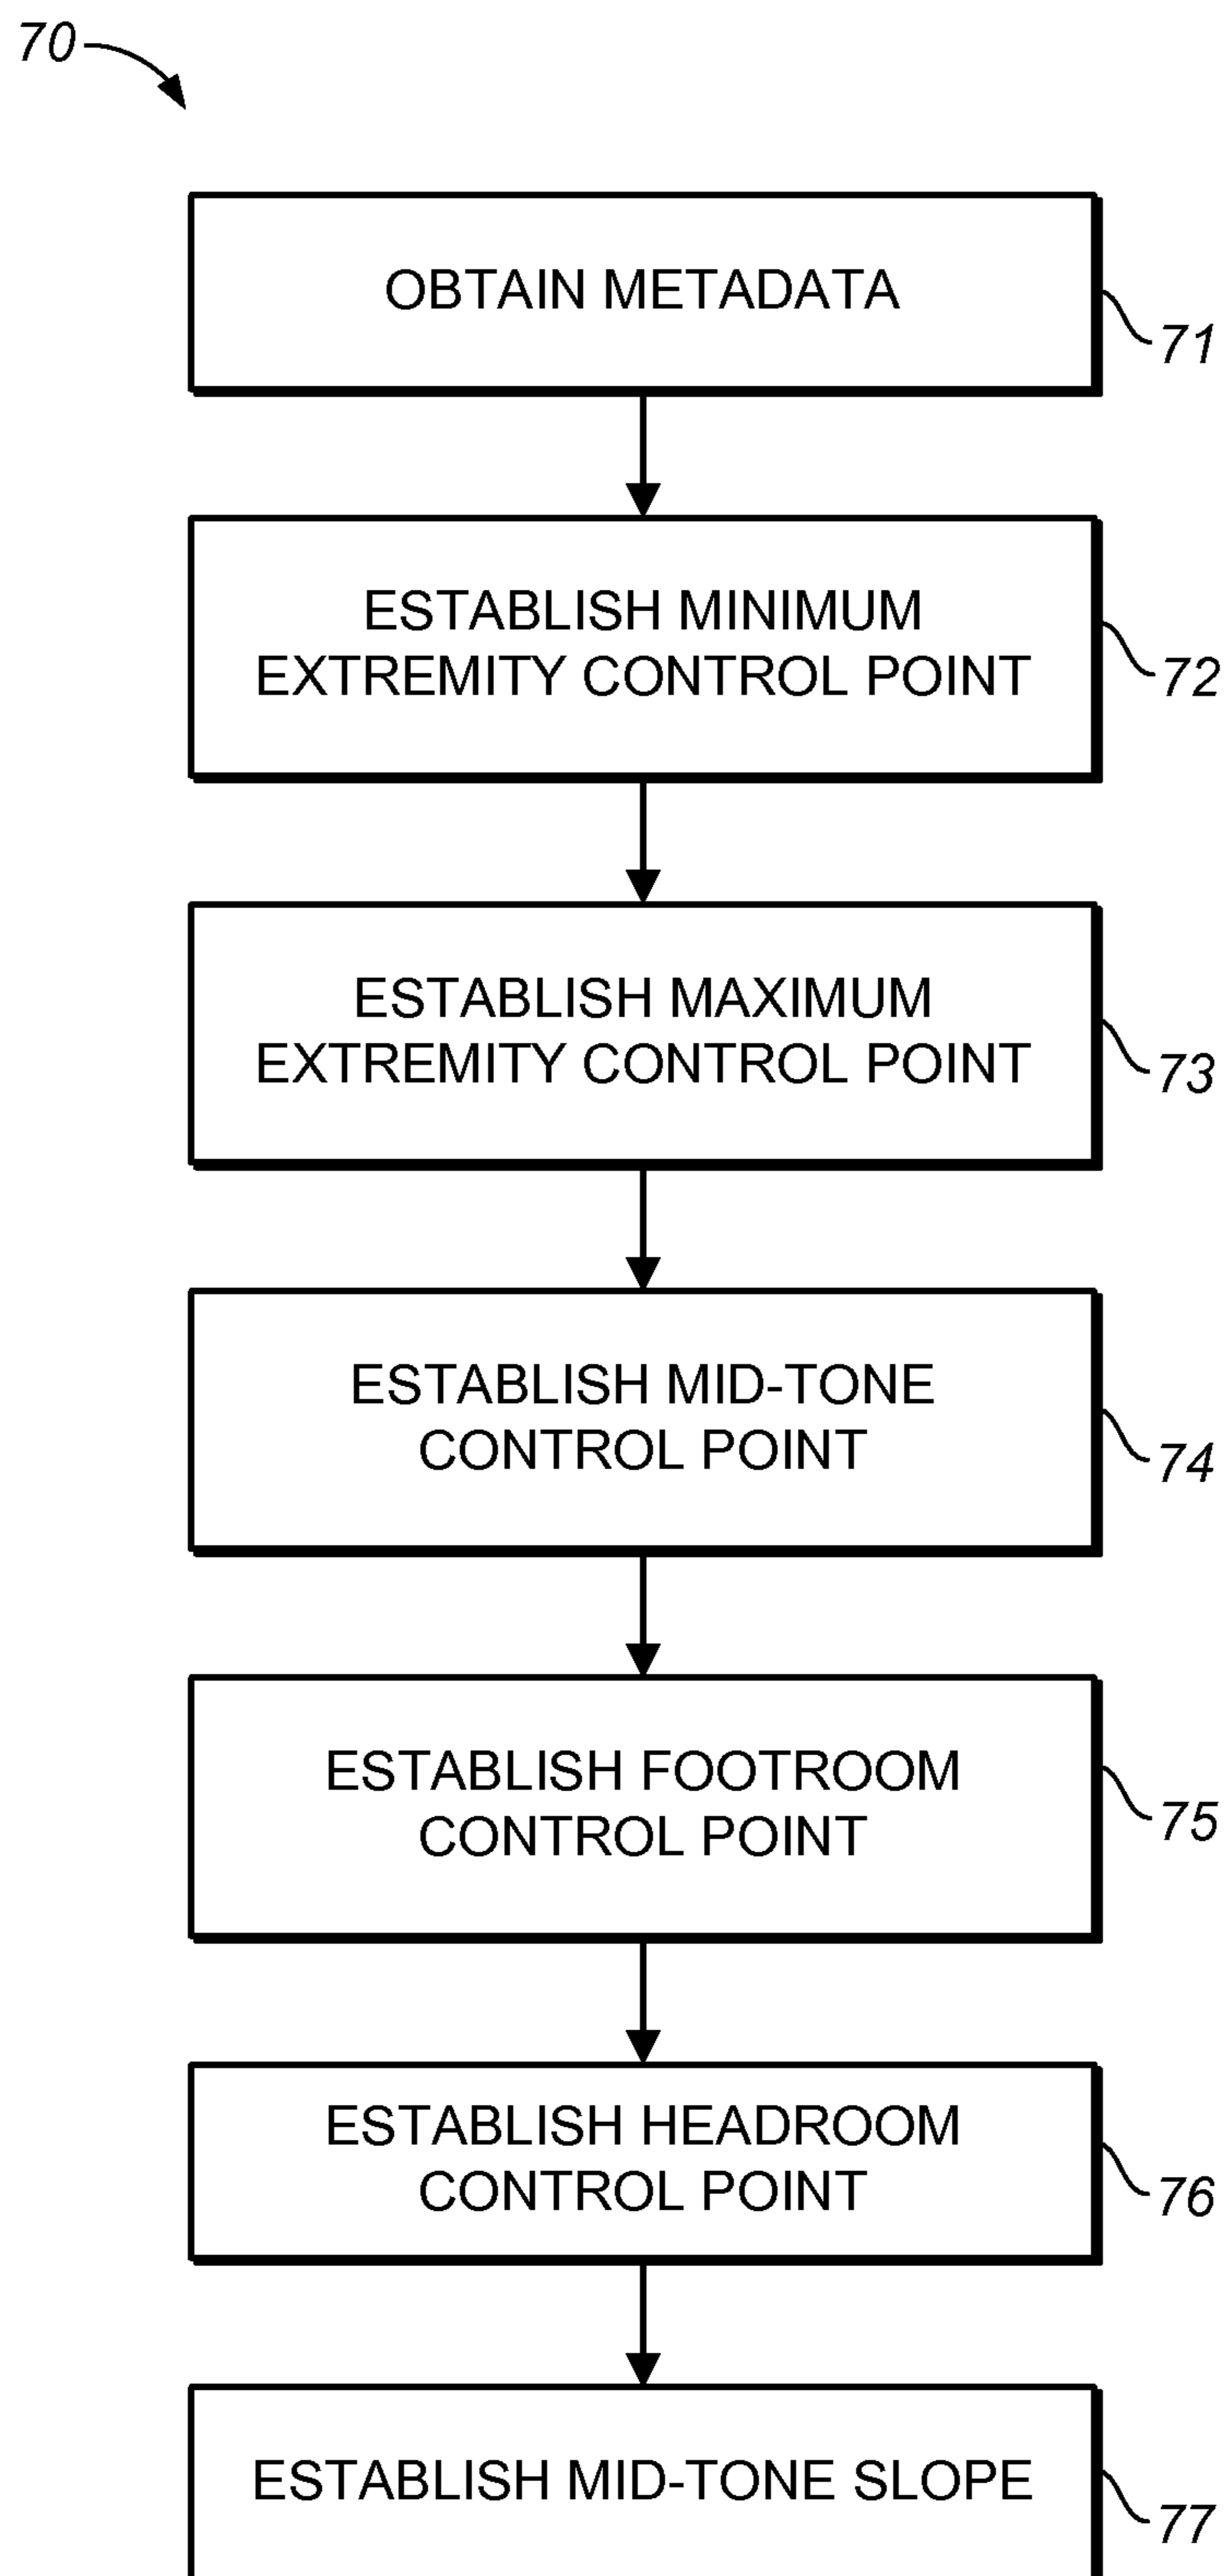 70
OBTAIN METADATA
71
ESTABLISH MINIMUM
EXTREMITY CONTROL POINT
72
ESTABLISH MAXIMUM
EXTREMITY CONTROL POINT
73
ESTABLISH MID-TONE
CONTROL POINT
74
ESTABLISH FOOTROOM
CONTROL POINT
75
ESTABLISH HEADROOM
CONTROL POINT
76
ESTABLISH MID-TONE SLOPE
77